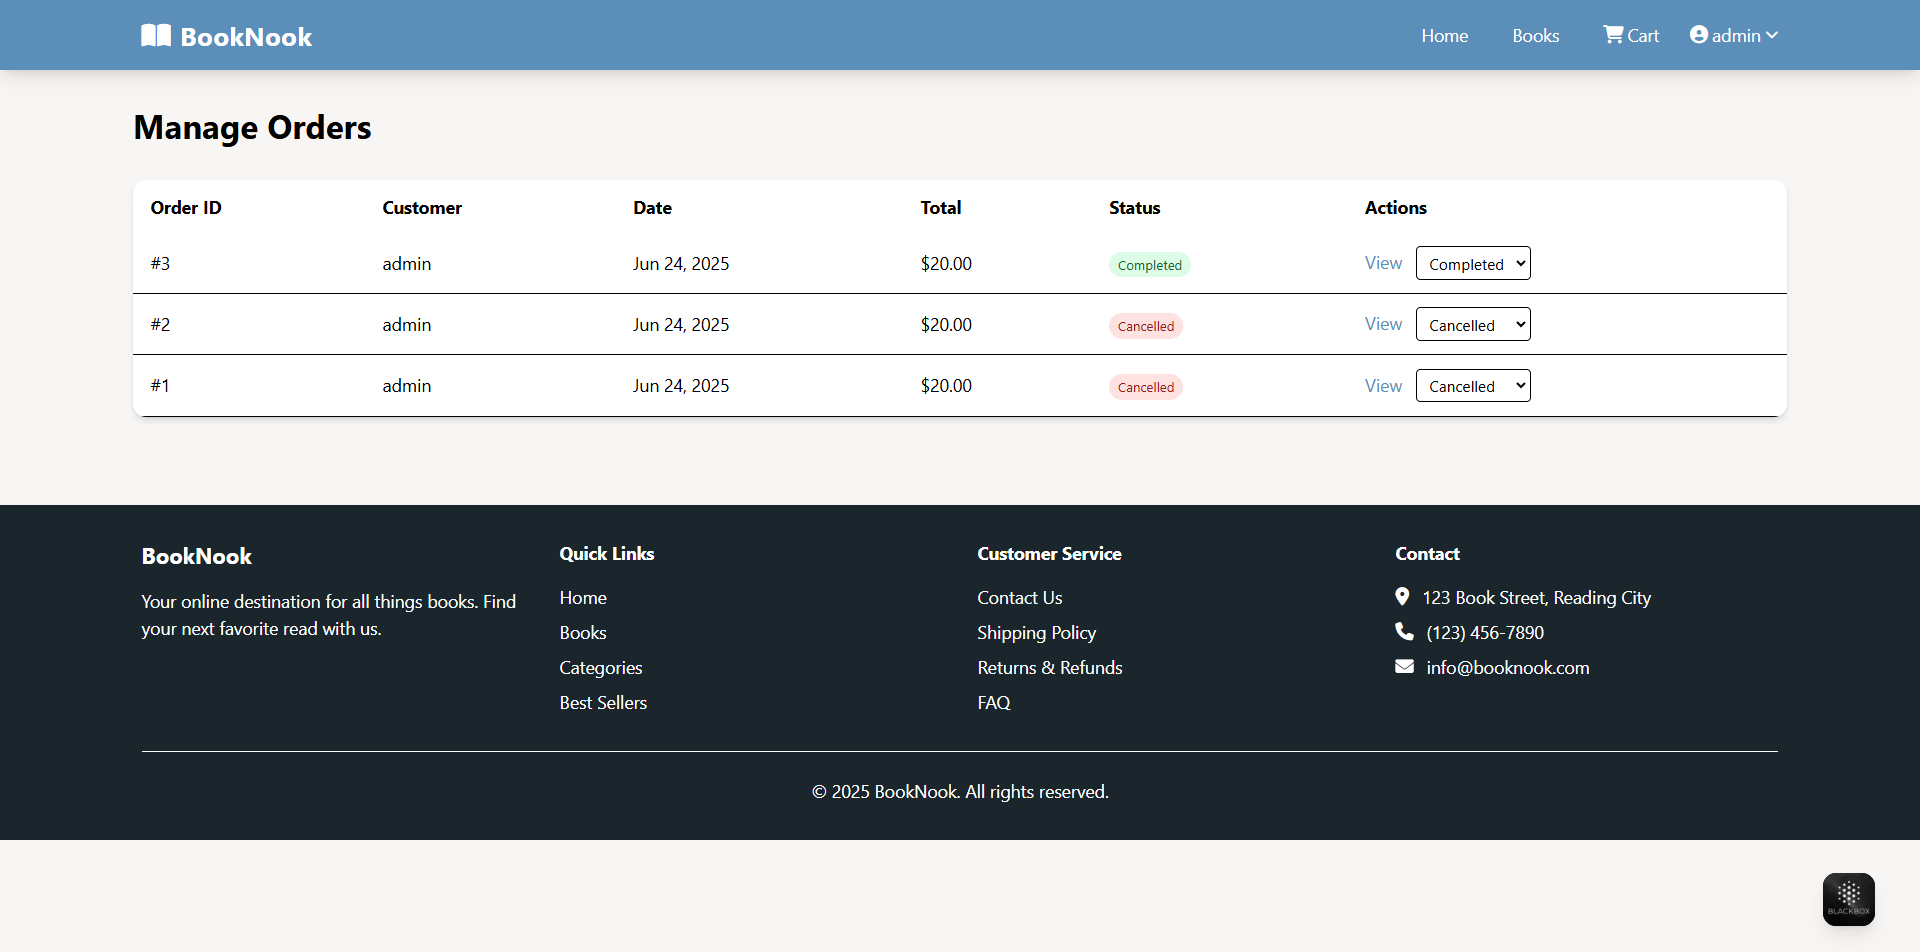 BookNook
Home
Books
Cart
admin
Manage Orders
Order ID Customer Date Total Status Actions
#3 admin Jun 24, 2025 $20.00 Completed View Completed
#2 admin Jun 24, 2025 $20.00 Cancelled View Cancelled
#1 admin Jun 24, 2025 $20.00 Cancelled View Cancelled
BookNook
Your online destination for all things books. Find
your next favorite read with us.
Quick Links
Home
Books
Categories
Best Sellers
Customer Service
Contact Us
Shipping Policy
Returns & Refunds
FAQ
Contact
123 Book Street, Reading City
(123) 456-7890
info@booknook.com
© 2025 BookNook. All rights reserved.
BLACKBOX